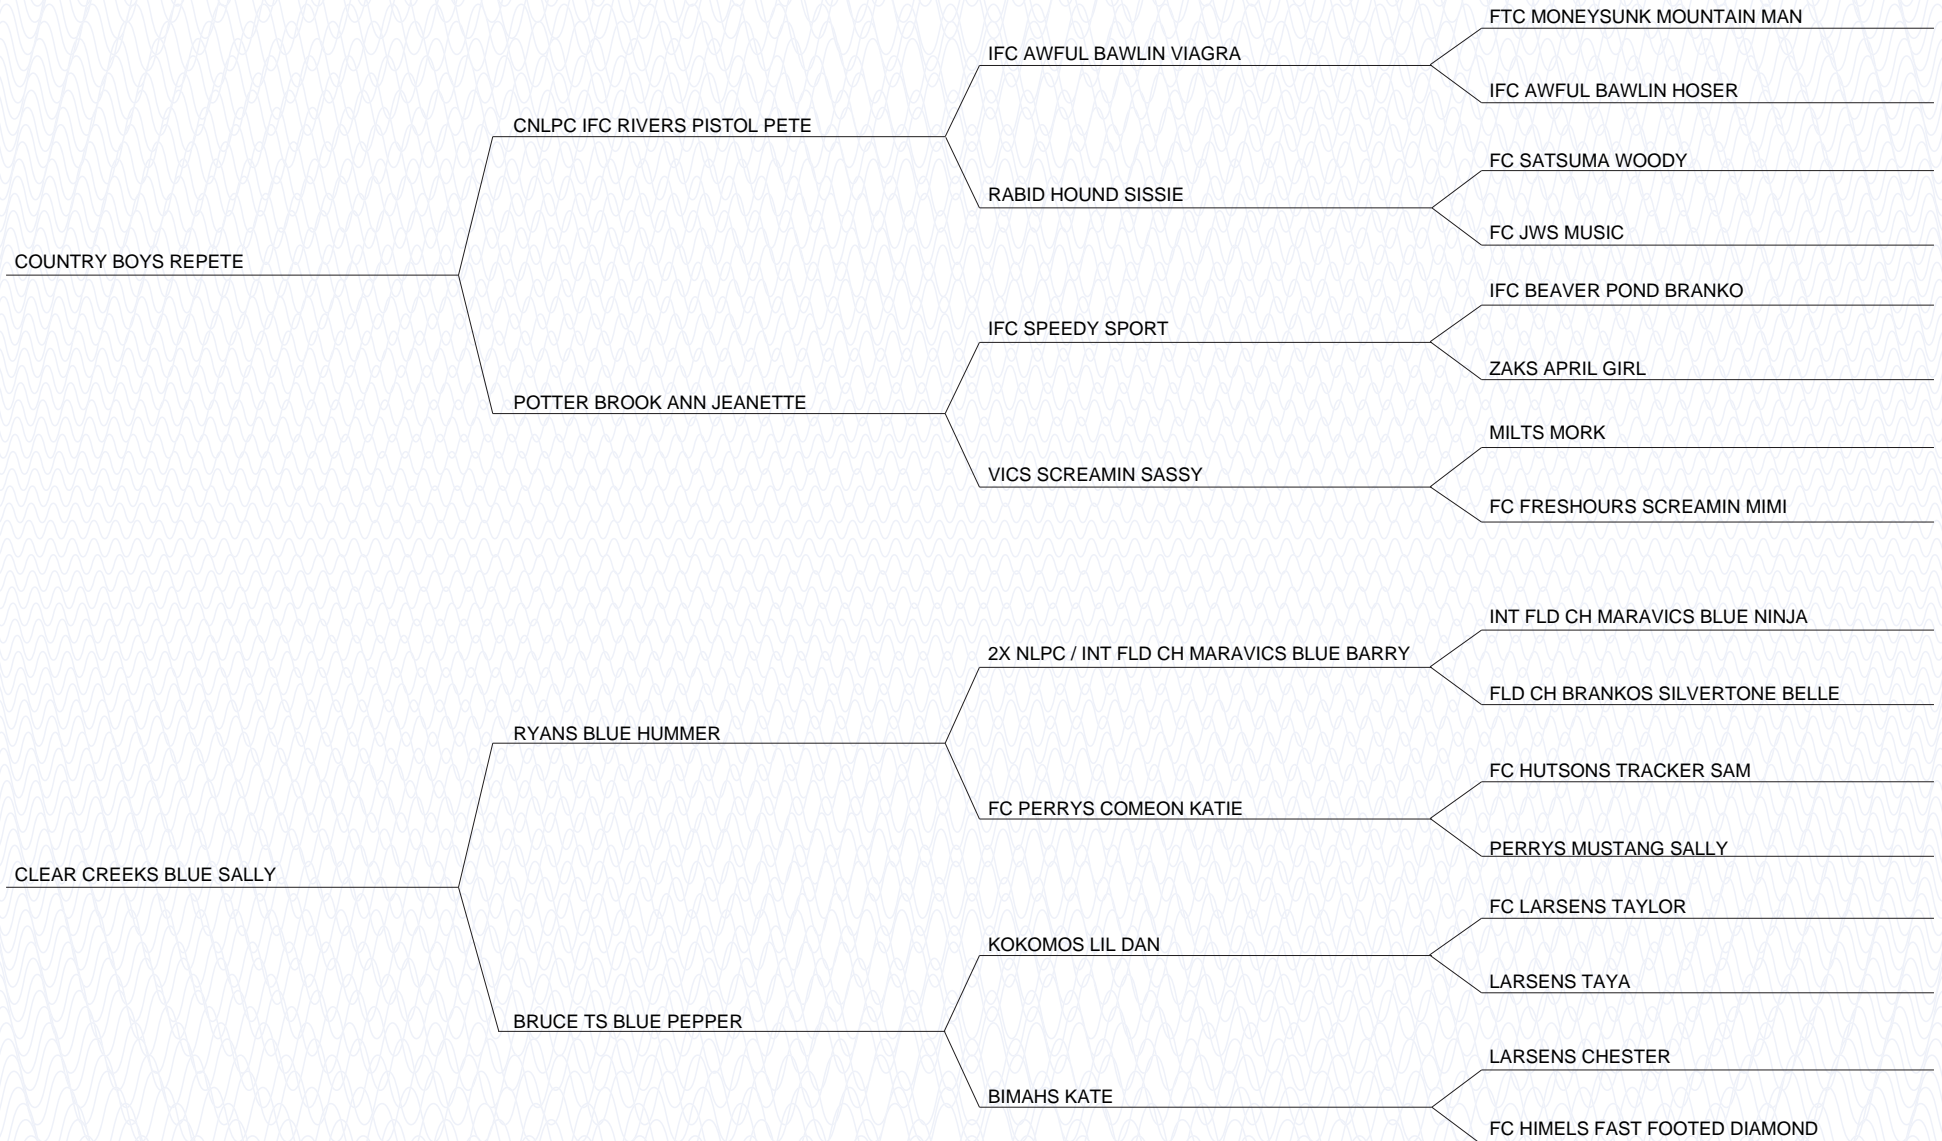 FTC MONEYSUNK MOUNTAIN MAN
IFC AWFUL BAWLIN VIAGRA
IFC AWFUL BAWLIN HOSER
CNLPC IFC RIVERS PISTOL PETE
FC SATSUMA WOODY
RABID HOUND SISSIE
FC JWS MUSIC
COUNTRY BOYS REPETE
IFC BEAVER POND BRANKO
IFC SPEEDY SPORT
ZAKS APRIL GIRL
POTTER BROOK ANN JEANETTE
MILTS MORK
VICS SCREAMIN SASSY
FC FRESHOURS SCREAMIN MIMI
INT FLD CH MARAVICS BLUE NINJA
2X NLPC / INT FLD CH MARAVICS BLUE BARRY
FLD CH BRANKOS SILVERTONE BELLE
RYANS BLUE HUMMER
FC HUTSONS TRACKER SAM
FC PERRYS COMEON KATIE
PERRYS MUSTANG SALLY
CLEAR CREEKS BLUE SALLY
FC LARSENS TAYLOR
KOKOMOS LIL DAN
LARSENS TAYA
BRUCE TS BLUE PEPPER
LARSENS CHESTER
BIMAHS KATE
FC HIMELS FAST FOOTED DIAMOND